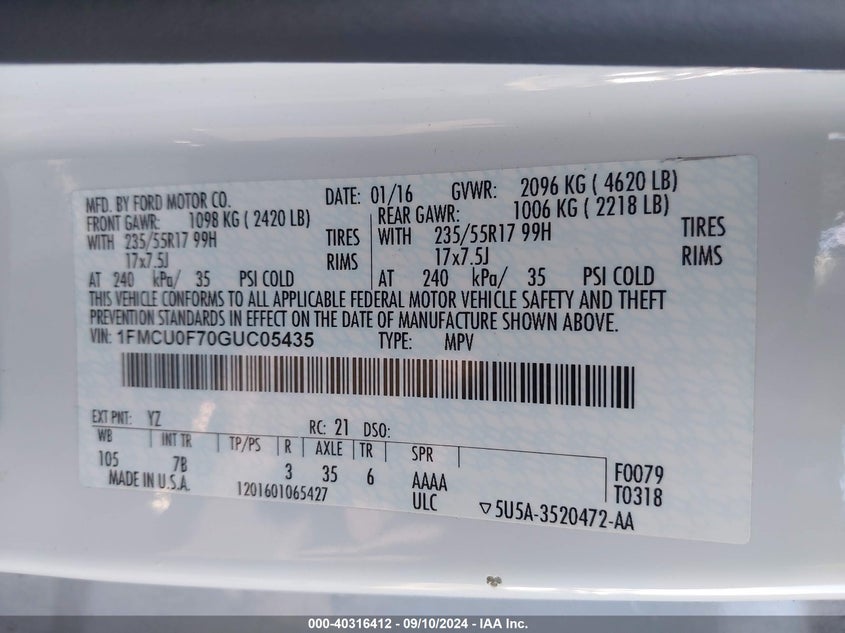 MFD. BY FORD MOTOR CO. DATE: 01/16 GVWR: 2096 KG ( 4620 LB)
FRONT GAWR: 1098 KG ( 2420 LB) REAR GAWR: 1006 KG ( 2218 LB)
WITH 235/55R17 99H TIRES WITH 235/55R17 99H TIRES
17x7.5J RIMS 17x7.5J RIMS
AT 240 kPa/ 35 PSI COLD AT 240 kPa/ 35 PSI COLD
THIS VEHICLE CONFORMS TO ALL APPLICABLE FEDERAL MOTOR VEHICLE SAFETY AND THEFT
PREVENTION STANDARDS IN EFFECT ON THE DATE OF MANUFACTURE SHOWN ABOVE.
VIN: 1FMCU0F70GUC05435 TYPE: MPV
EXT PNT: YZ RC: 21 DSO:
WB INT TR TP/PS R AXLE TR SPR
105 7B 3 35 6 AAAA F0079
MADE IN U.S.A. 1201601065427 ULC T0318
▽5U5A-3520472-AA
000-40316412 - 09/10/2024 - IAA Inc.